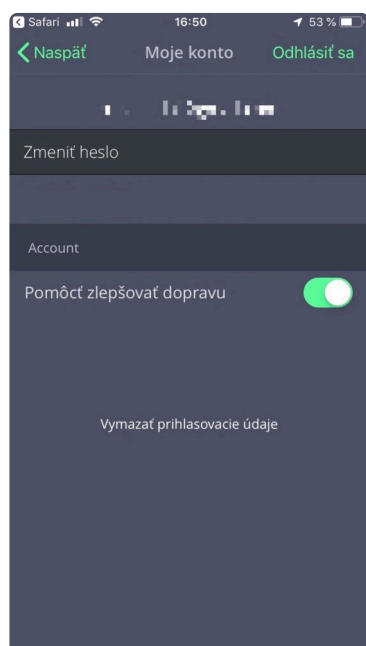 Safari 16:50 53 %
Naspäť Moje konto Odhlásiť sa
Zmeniť heslo
Account
Pomôcť zlepšovať dopravu
Vymazať prihlasovacie údaje